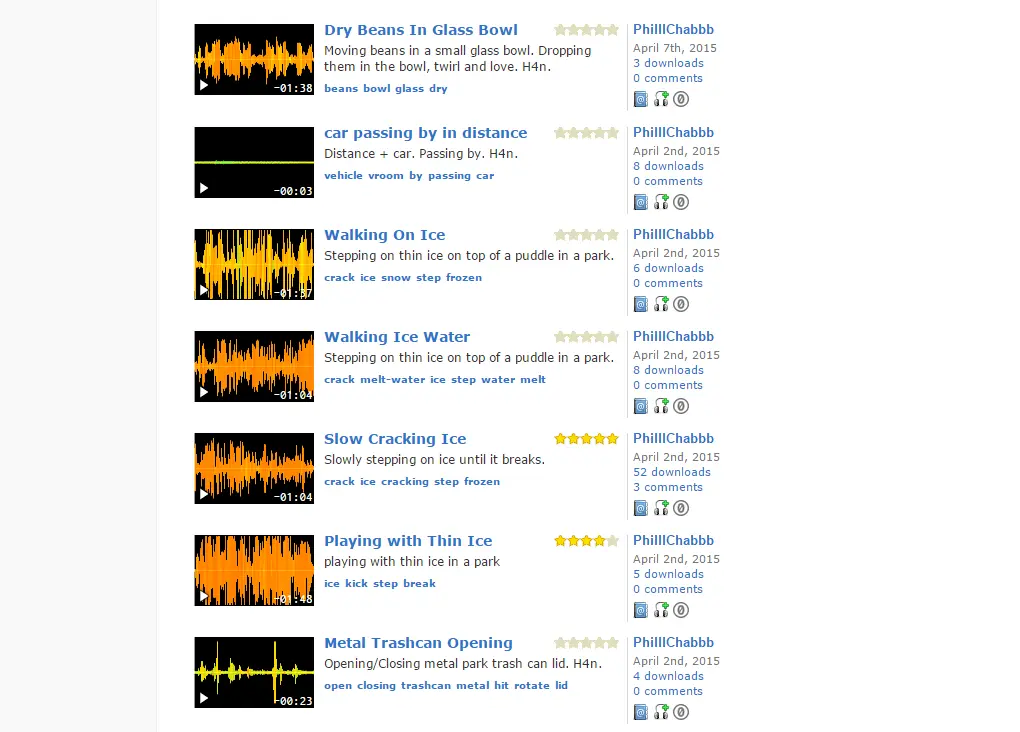 Dry Beans In Glass Bowl
Moving beans in a small glass bowl. Dropping
them in the bowl, twirl and love. H4n.
beans bowl glass dry
-01:38
PhilllChabbb
April 7th, 2015
3 downloads
0 comments
car passing by in distance
Distance + car. Passing by. H4n.
vehicle vroom by passing car
-00:03
PhilllChabbb
April 2nd, 2015
8 downloads
0 comments
Walking On Ice
Stepping on thin ice on top of a puddle in a park.
crack ice snow step frozen
-01:37
PhilllChabbb
April 2nd, 2015
6 downloads
0 comments
Walking Ice Water
Stepping on thin ice on top of a puddle in a park.
crack melt-water ice step water melt
-01:04
PhilllChabbb
April 2nd, 2015
8 downloads
0 comments
Slow Cracking Ice
Slowly stepping on ice until it breaks.
crack ice cracking step frozen
-01:04
PhilllChabbb
April 2nd, 2015
52 downloads
3 comments
Playing with Thin Ice
playing with thin ice in a park
ice kick step break
-01:48
PhilllChabbb
April 2nd, 2015
5 downloads
0 comments
Metal Trashcan Opening
Opening/Closing metal park trash can lid. H4n.
open closing trashcan metal hit rotate lid
-00:23
PhilllChabbb
April 2nd, 2015
4 downloads
0 comments